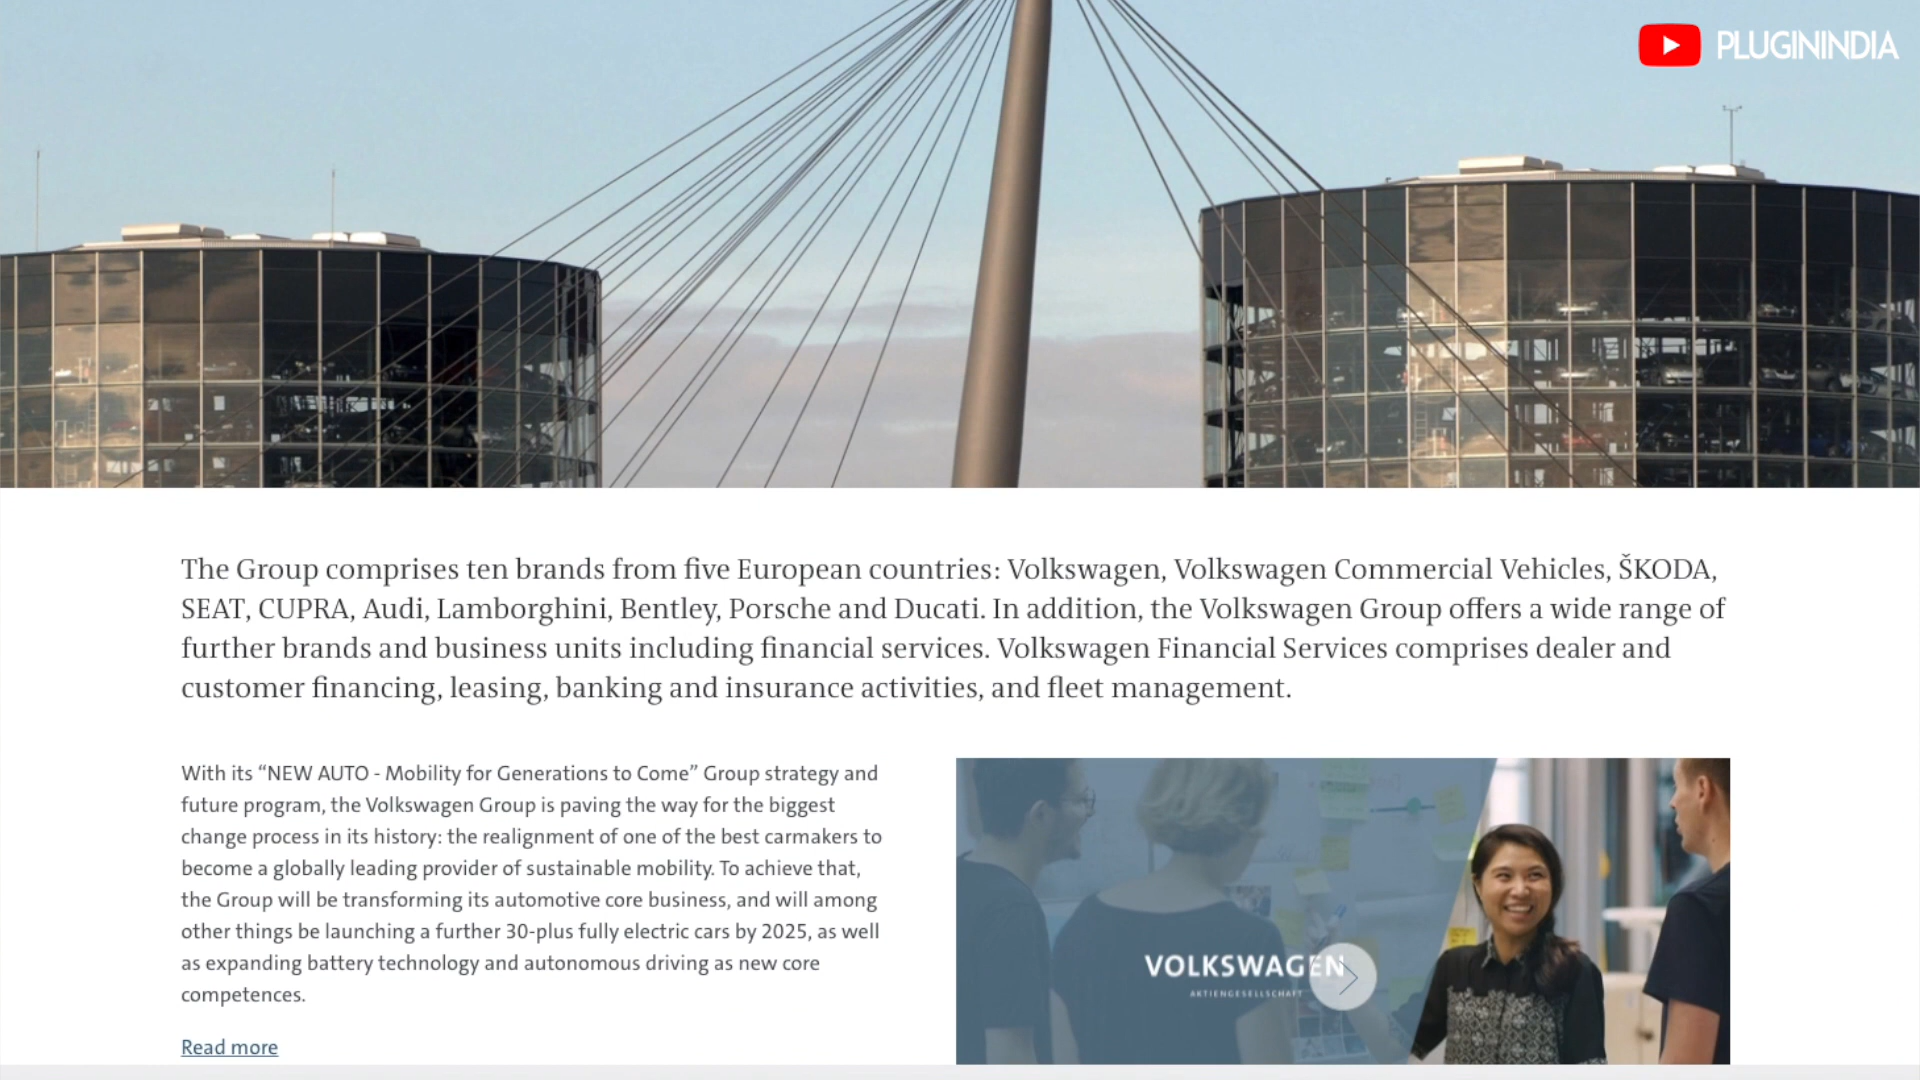 PLUGININDIA
The Group comprises ten brands from five European countries: Volkswagen, Volkswagen Commercial Vehicles, ŠKODA,
SEAT, CUPRA, Audi, Lamborghini, Bentley, Porsche and Ducati. In addition, the Volkswagen Group offers a wide range of
further brands and business units including financial services. Volkswagen Financial Services comprises dealer and
customer financing, leasing, banking and insurance activities, and fleet management.
With its “NEW AUTO - Mobility for Generations to Come” Group strategy and
future program, the Volkswagen Group is paving the way for the biggest
change process in its history: the realignment of one of the best carmakers to
become a globally leading provider of sustainable mobility. To achieve that,
the Group will be transforming its automotive core business, and will among
other things be launching a further 30-plus fully electric cars by 2025, as well
as expanding battery technology and autonomous driving as new core
competences.
Read more
VOLKSWAGEN
AKTIENGESELLSCHAFT